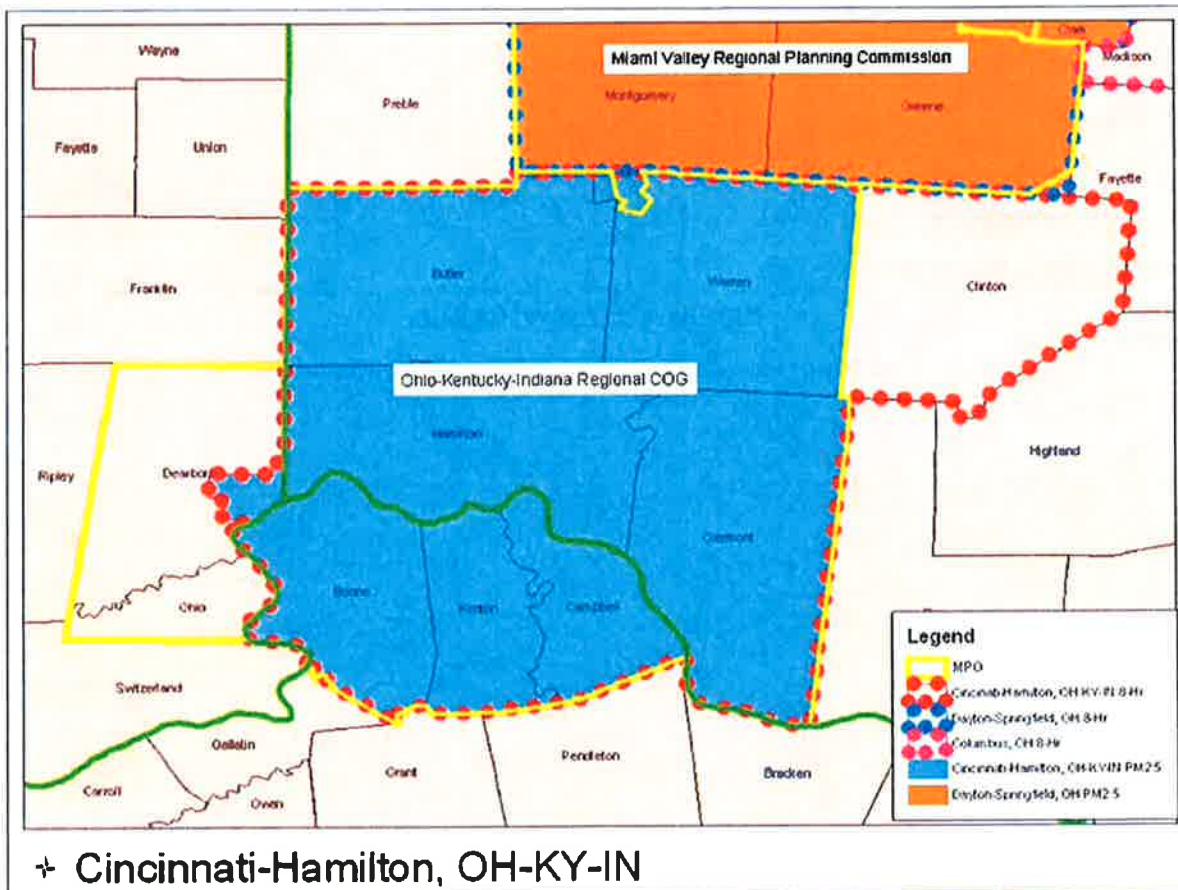 Wayne
Miami Valley Regional Planning Commission
Clark
Madison
Preble
Montgomery
Greene
Fayette
Union
Fayette
Butler
Warren
Clinton
Franklin
Ohio-Kentucky-Indiana Regional COG
Hamilton
Highland
Ripley
Dearborn
Clermont
Boone
Kenton
Campbell
Ohio
Switzerland
Gallatin
Grant
Pendleton
Bracken
Carroll
Owen
Legend
MPO
Cincinnati-Hamilton, OH-KY-IN 8-Hr
Dayton-Springfield, OH 8-Hr
Columbus, OH 8-Hr
Cincinnati-Hamilton, OH-KY-IN PM2.5
Dayton-Springfield, OH PM2.5
Cincinnati-Hamilton, OH-KY-IN